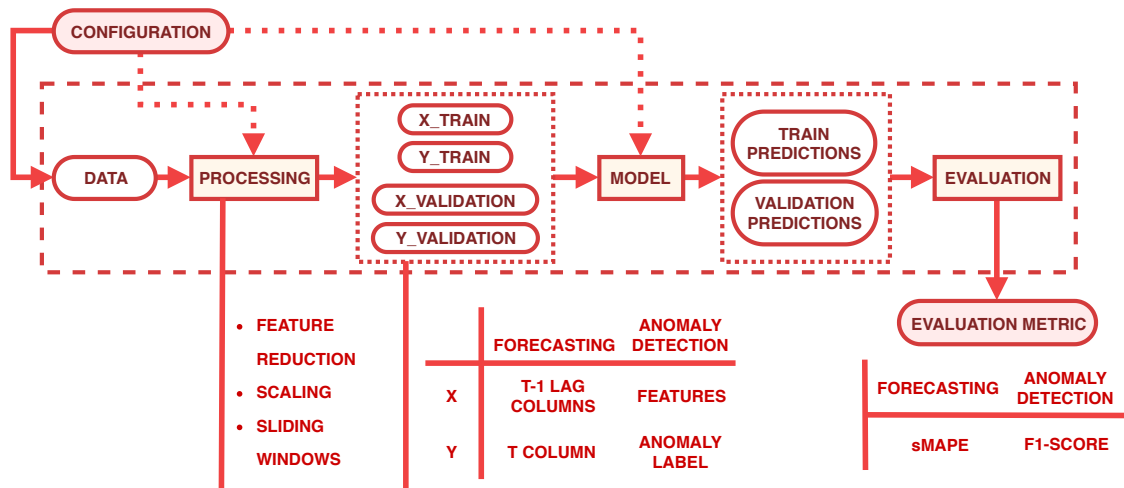 CONFIGURATION
DATA
PROCESSING
X_TRAIN
Y_TRAIN
X_VALIDATION
Y_VALIDATION
MODEL
TRAIN
PREDICTIONS
VALIDATION
PREDICTIONS
EVALUATION
EVALUATION METRIC
• FEATURE
REDUCTION
• SCALING
• SLIDING
WINDOWS
FORECASTING
ANOMALY
DETECTION
X
T-1 LAG
COLUMNS
FEATURES
Y
T COLUMN
ANOMALY
LABEL
FORECASTING
ANOMALY
DETECTION
sMAPE
F1-SCORE